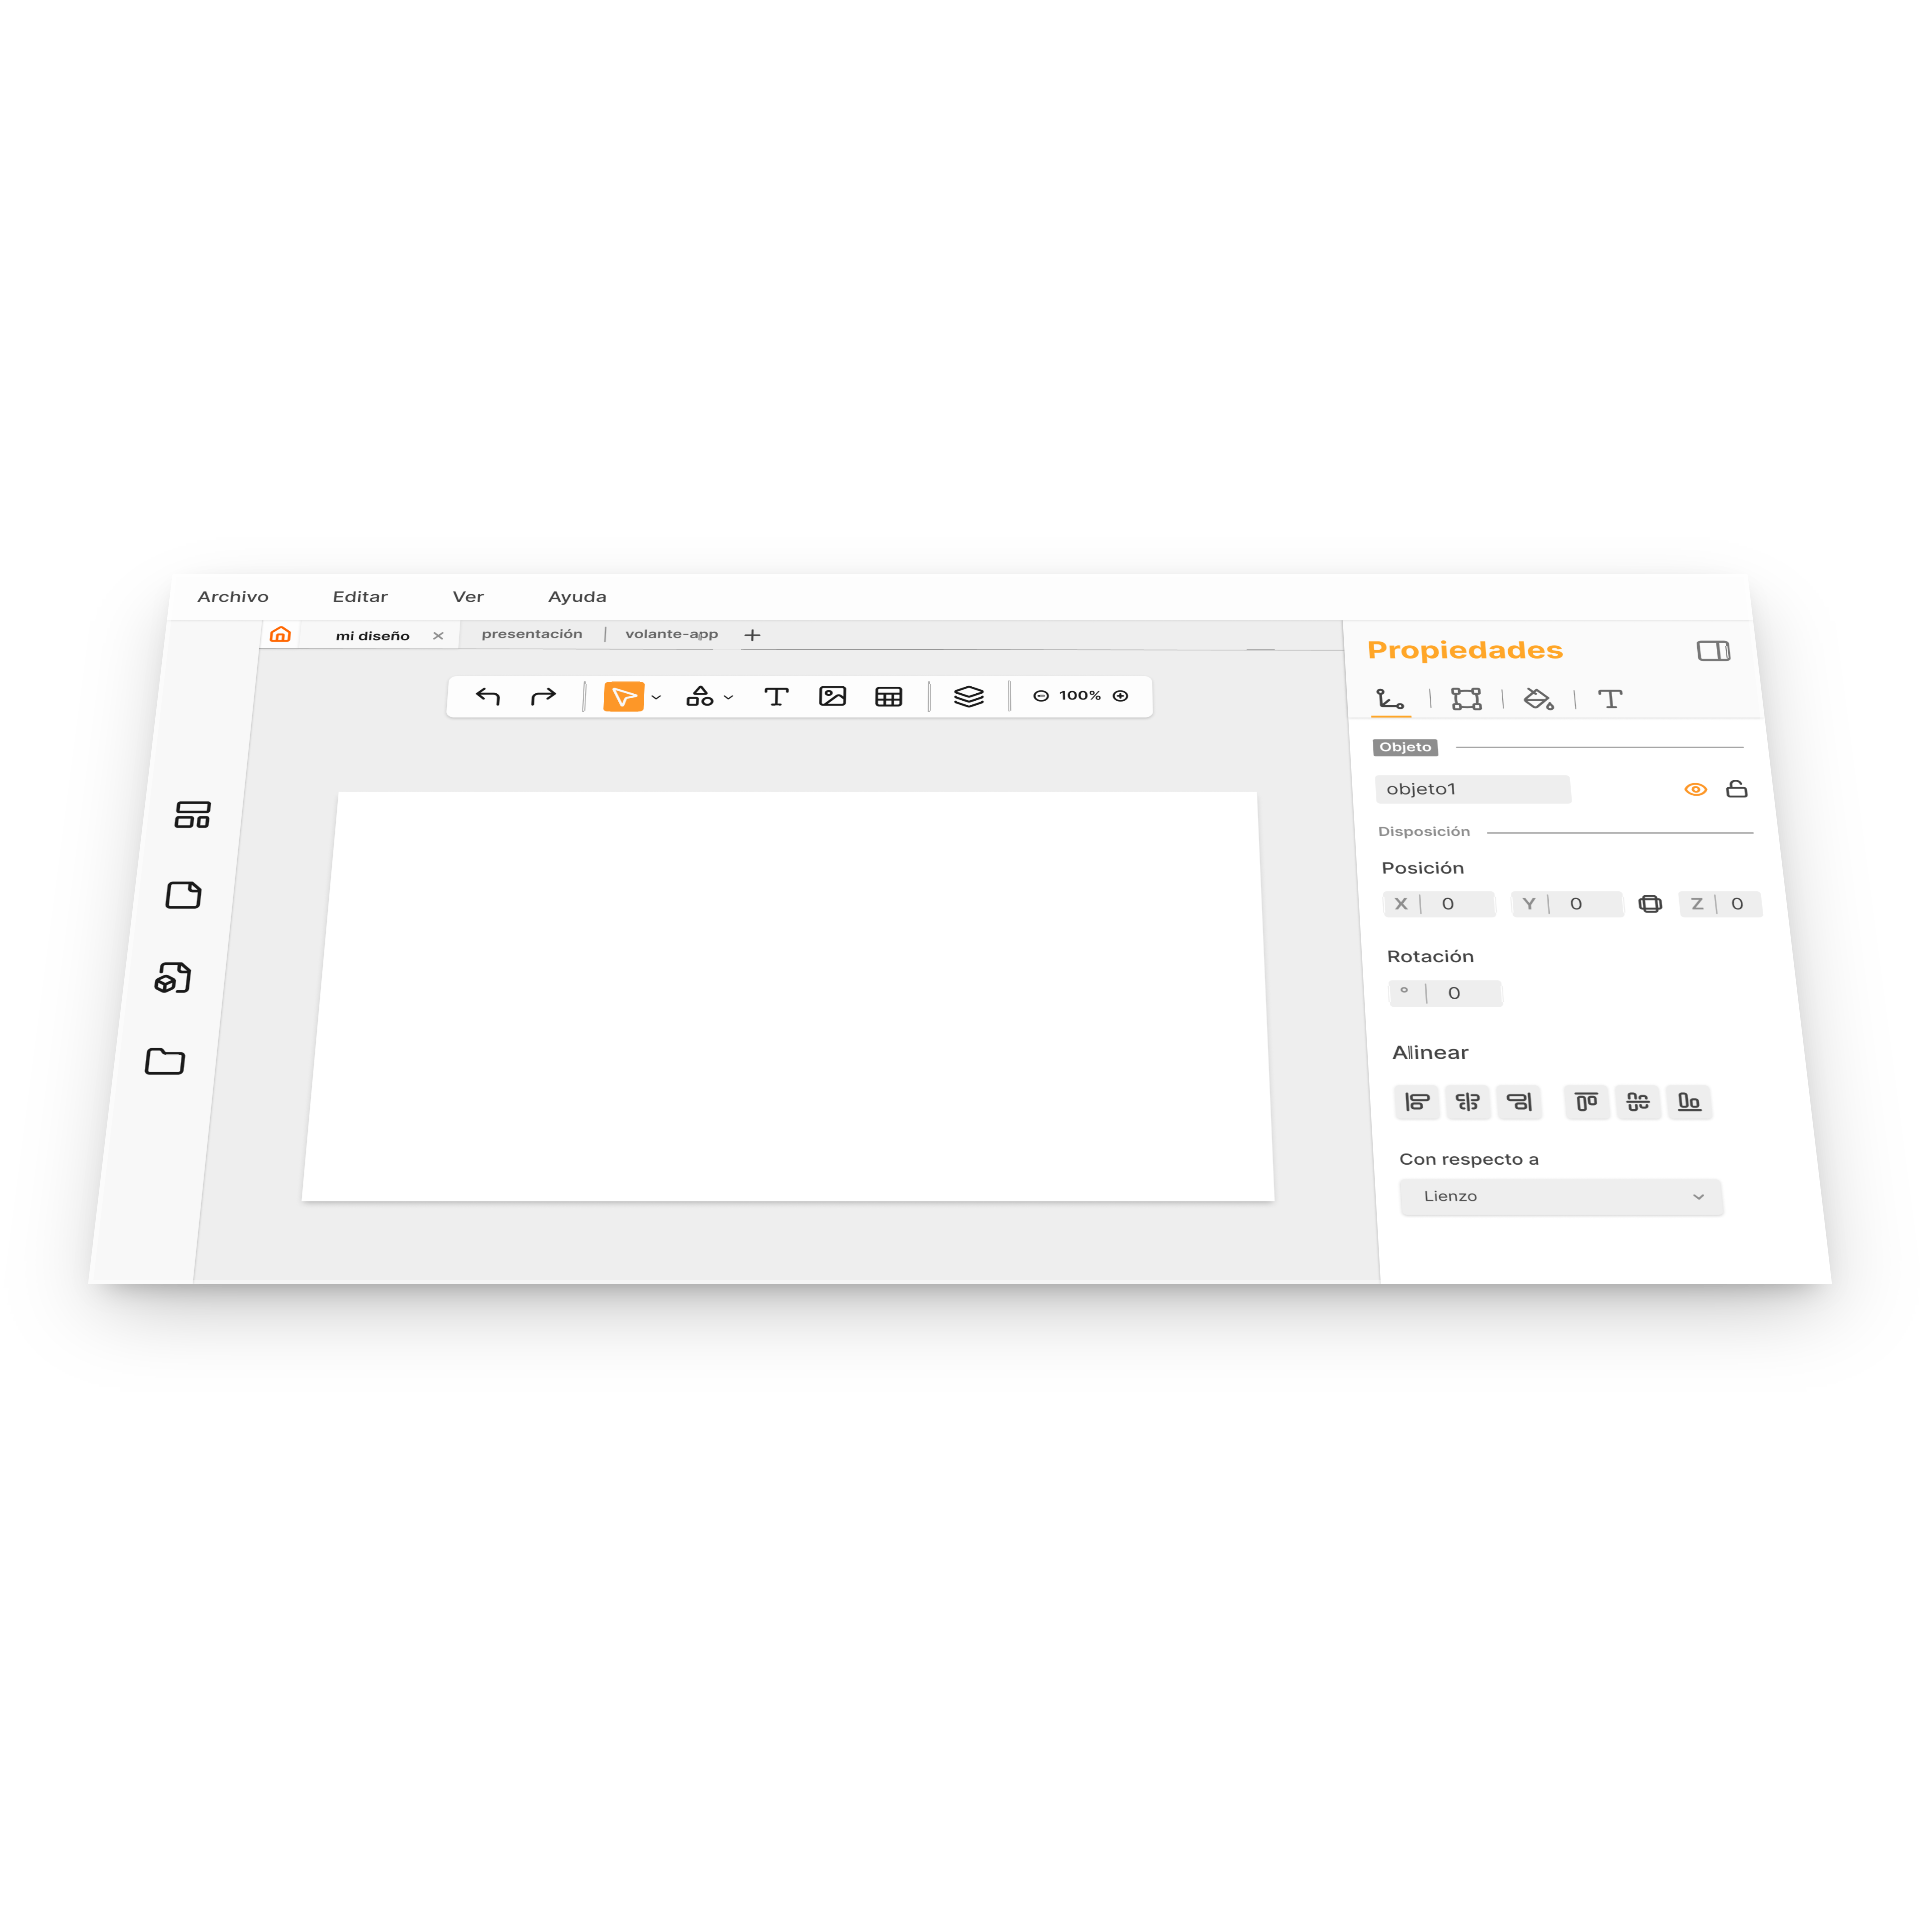 Archivo Editar Ver Ayuda
mi diseño presentación volante-app
100%
Propiedades
Objeto
objeto1
Disposición
Posición
X 0 Y 0 Z 0
Rotación
° 0
Alinear
Con respecto a
Lienzo